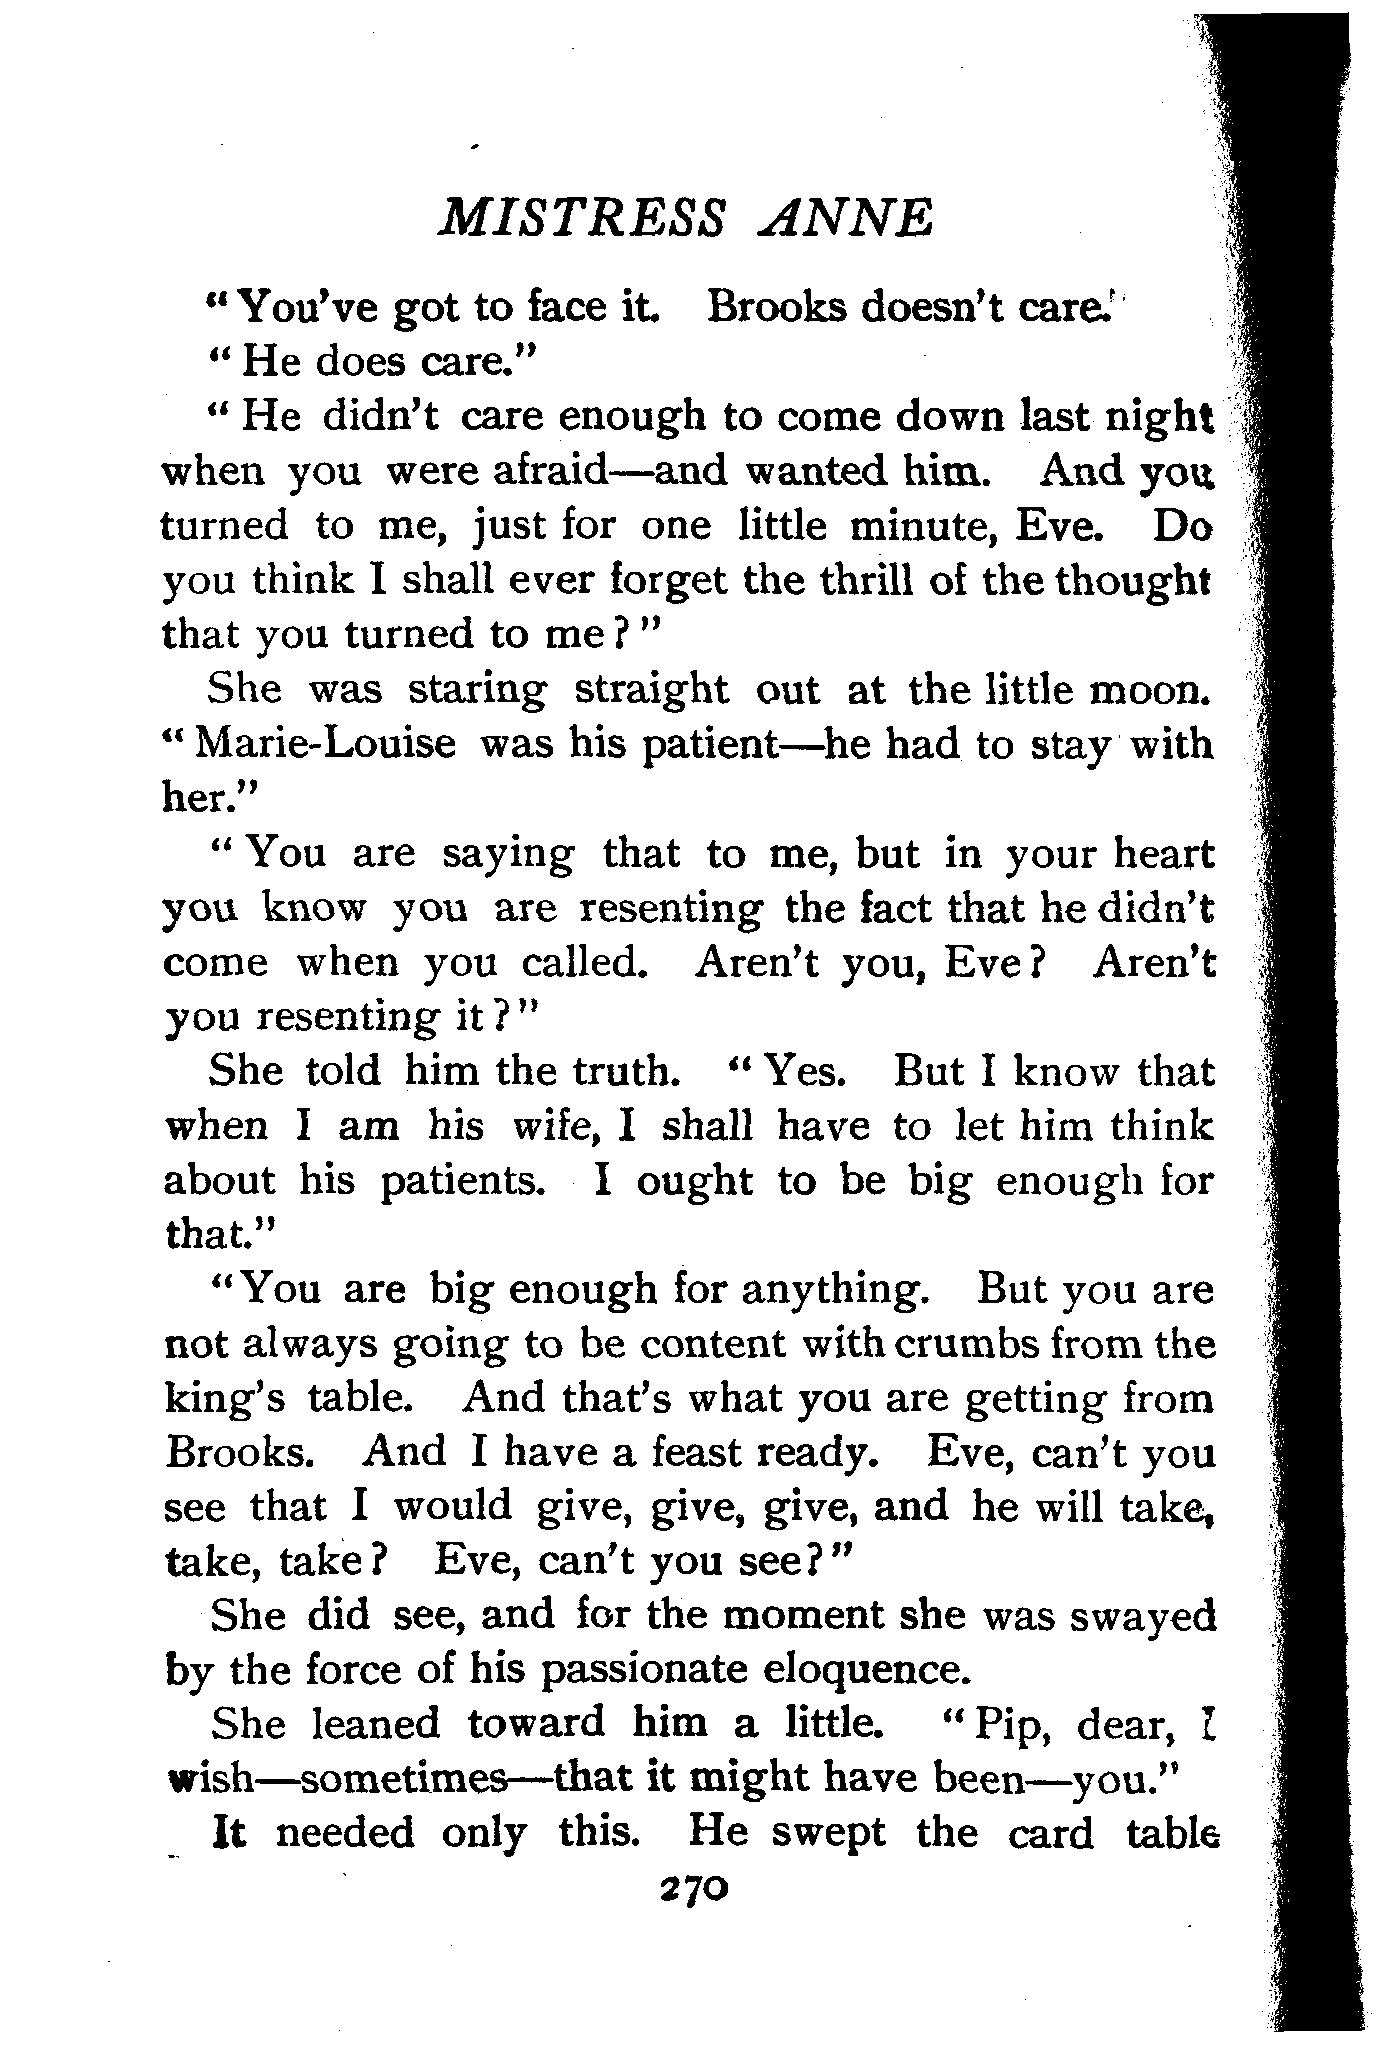 MISTRESS ANNE
"You've got to face it. Brooks doesn't care."
"He does care."
"He didn't care enough to come down last night
when you were afraid—and wanted him. And you
turned to me, just for one little minute, Eve. Do
you think I shall ever forget the thrill of the thought
that you turned to me?"
She was staring straight out at the little moon.
"Marie-Louise was his patient—he had to stay with
her."
"You are saying that to me, but in your heart
you know you are resenting the fact that he didn't
come when you called. Aren't you, Eve? Aren't
you resenting it?"
She told him the truth. "Yes. But I know that
when I am his wife, I shall have to let him think
about his patients. I ought to be big enough for
that."
"You are big enough for anything. But you are
not always going to be content with crumbs from the
king's table. And that's what you are getting from
Brooks. And I have a feast ready. Eve, can't you
see that I would give, give, give, and he will take,
take, take? Eve, can't you see?"
She did see, and for the moment she was swayed
by the force of his passionate eloquence.
She leaned toward him a little. "Pip, dear, I
wish—sometimes—that it might have been—you."
It needed only this. He swept the card table
270